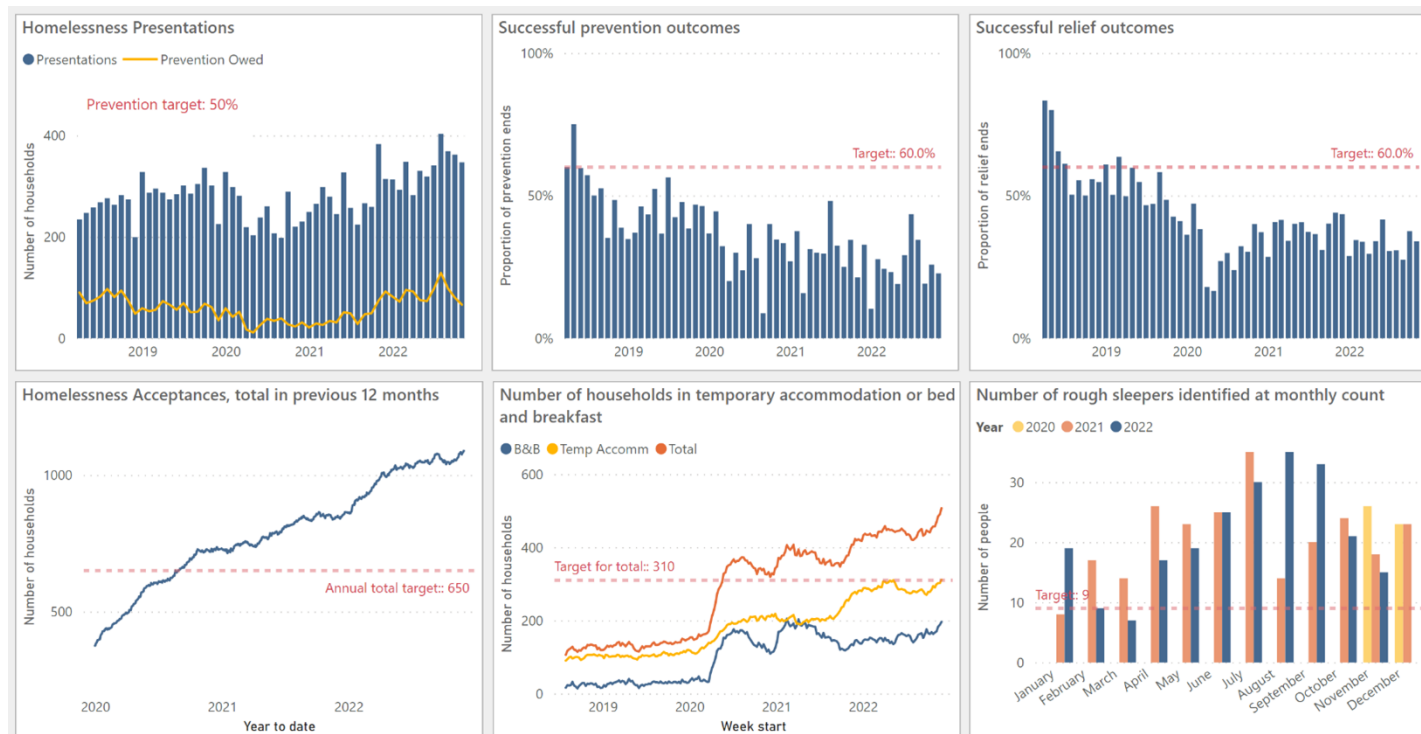 Homelessness Presentations
Presentations Prevention Owed
Prevention target: 50%
Number of households
400
200
0
2019 2020 2021 2022
Successful prevention outcomes
100%
Target:: 60.0%
Proportion of prevention ends
50%
0%
2019 2020 2021 2022
Successful relief outcomes
100%
Target:: 60.0%
Proportion of relief ends
50%
0%
2019 2020 2021 2022
Homelessness Acceptances, total in previous 12 months
Number of households
1000
Annual total target:: 650
500
2020 2021 2022
Year to date
Number of households in temporary accommodation or bed
and breakfast
B&B Temp Accomm Total
Number of households
600
400
Target for total:: 310
200
0
2019 2020 2021 2022
Week start
Number of rough sleepers identified at monthly count
Year 2020 2021 2022
Number of people
30
20
10
Target:: 9
0
January February March April May June July August September October November December